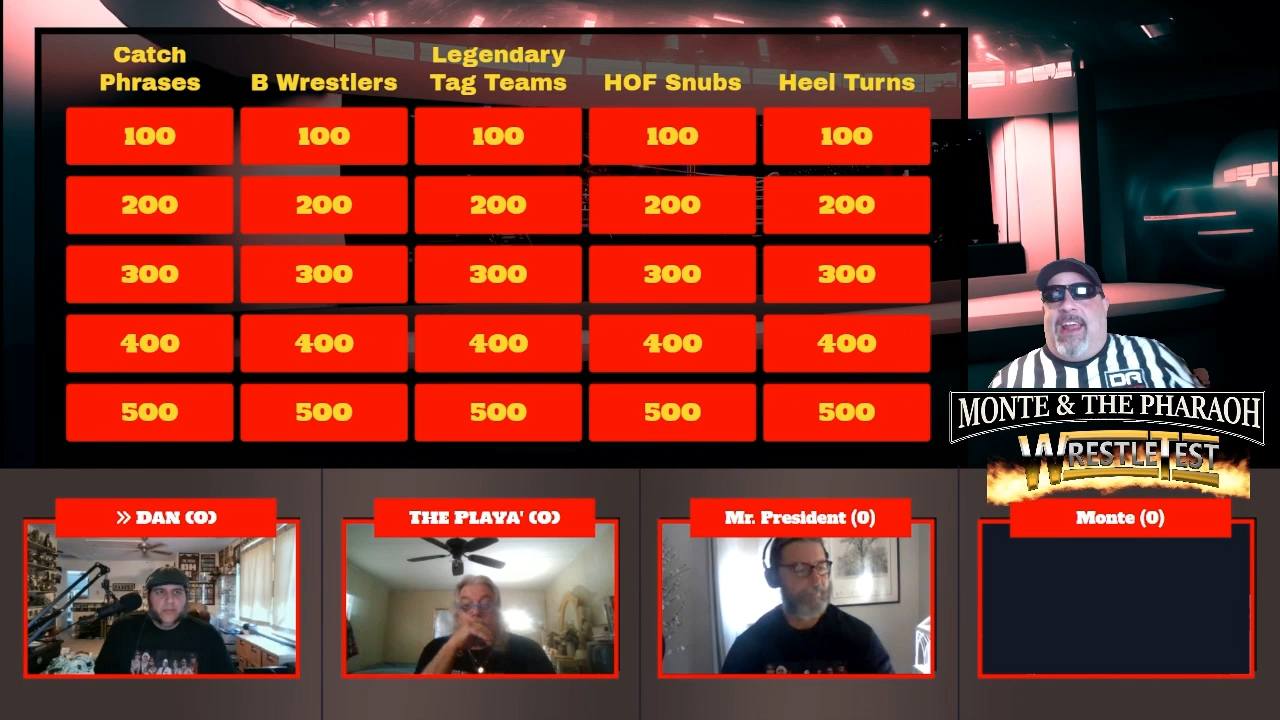 Catch
Phrases
B Wrestlers
Legendary
Tag Teams
HOF Snubs
Heel Turns
100 100 100 100 100
200 200 200 200 200
300 300 300 300 300
400 400 400 400 400
500 500 500 500 500
DR
MONTE & THE PHARAOH
WRESTLETEST
» DAN (0)
THE PLAYA' (0)
Mr. President (0)
Monte (0)